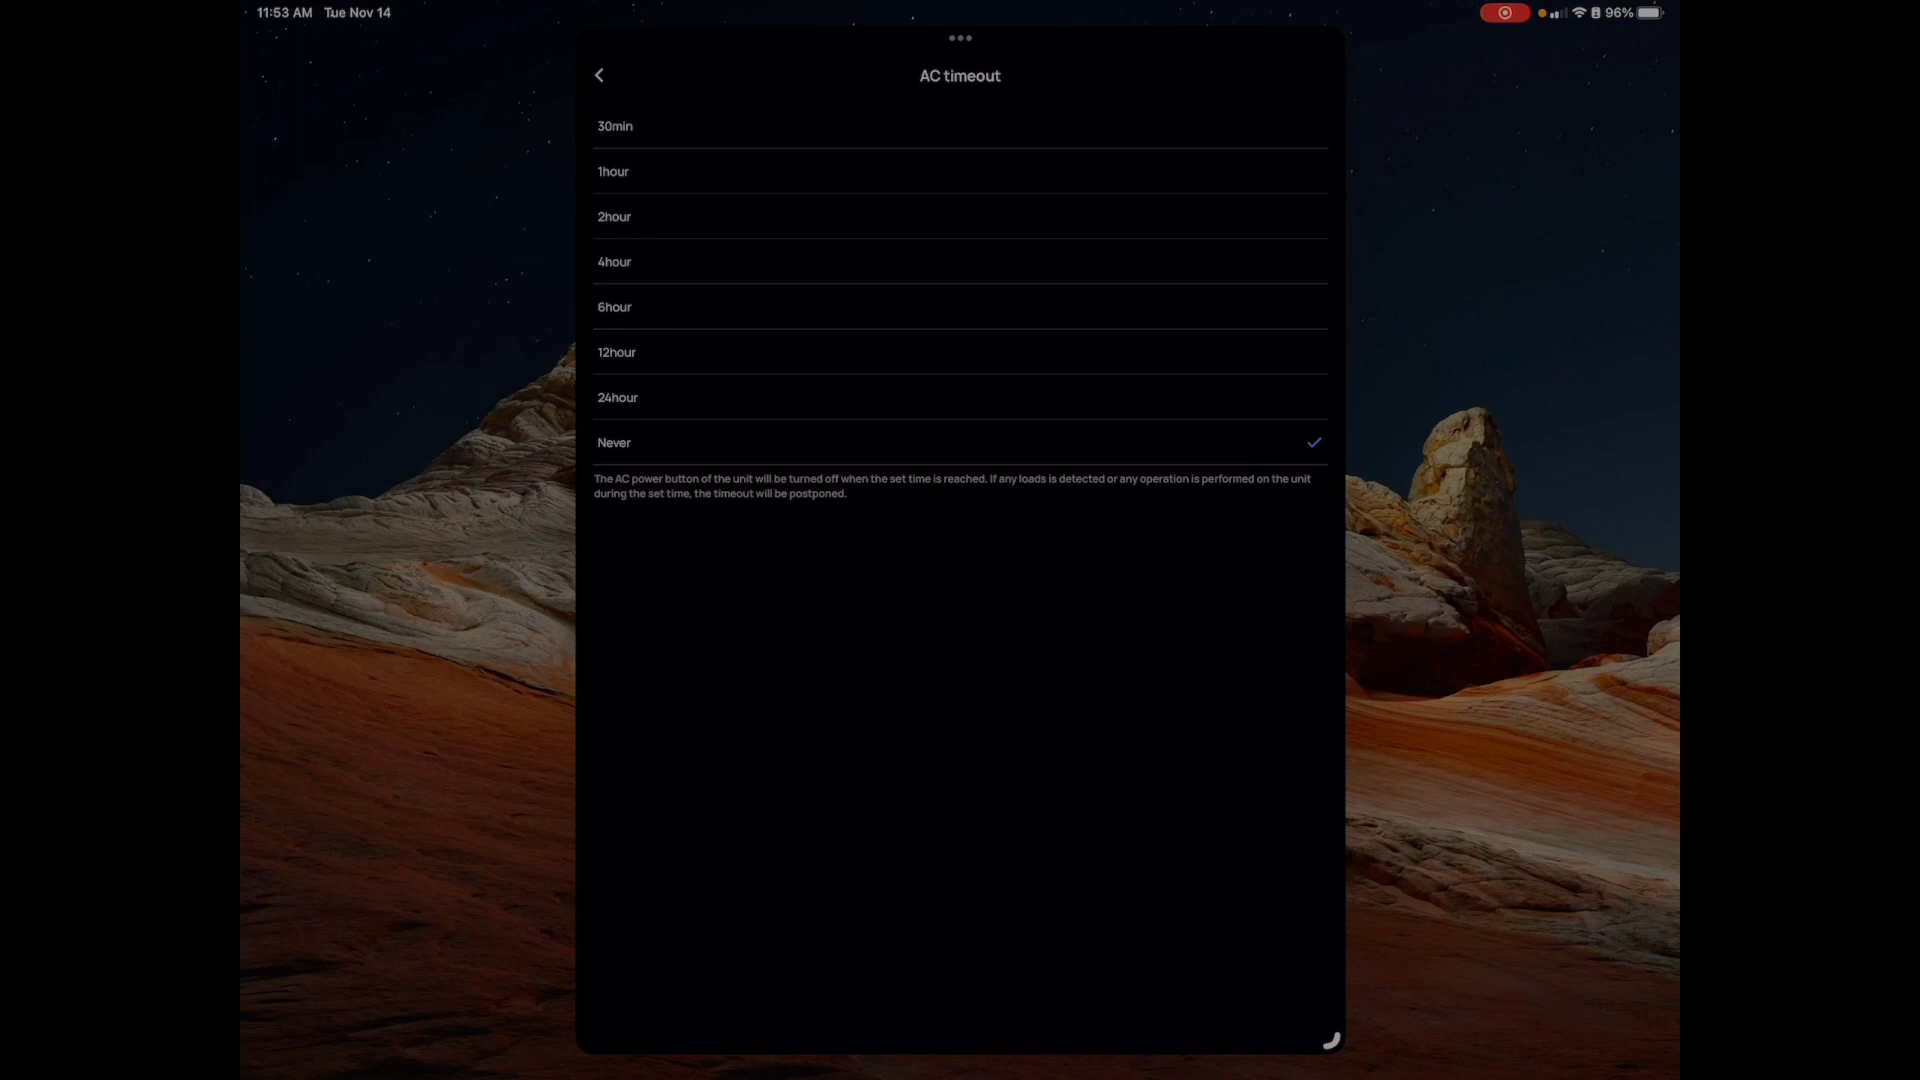 11:53 AM Tue Nov 14
96%
AC timeout
30min
1hour
2hour
4hour
6hour
12hour
24hour
Never
The AC power button of the unit will be turned off when the set time is reached. If any loads is detected or any operation is performed on the unit
during the set time, the timeout will be postponed.